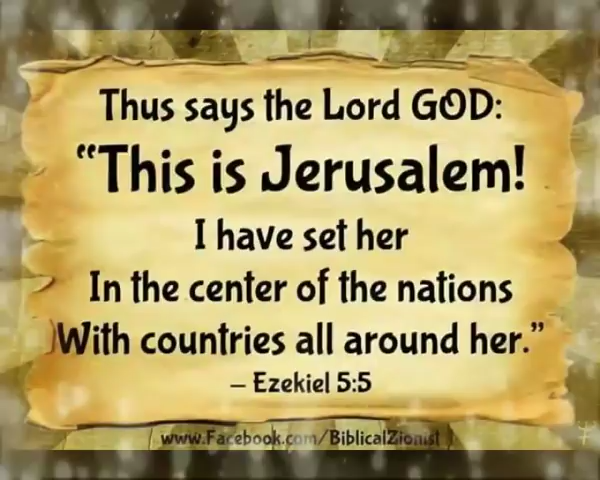 Thus says the Lord GOD:
“This is Jerusalem!
I have set her
In the center of the nations
With countries all around her.”
– Ezekiel 5:5
www.Facebook.com/BiblicalZionist